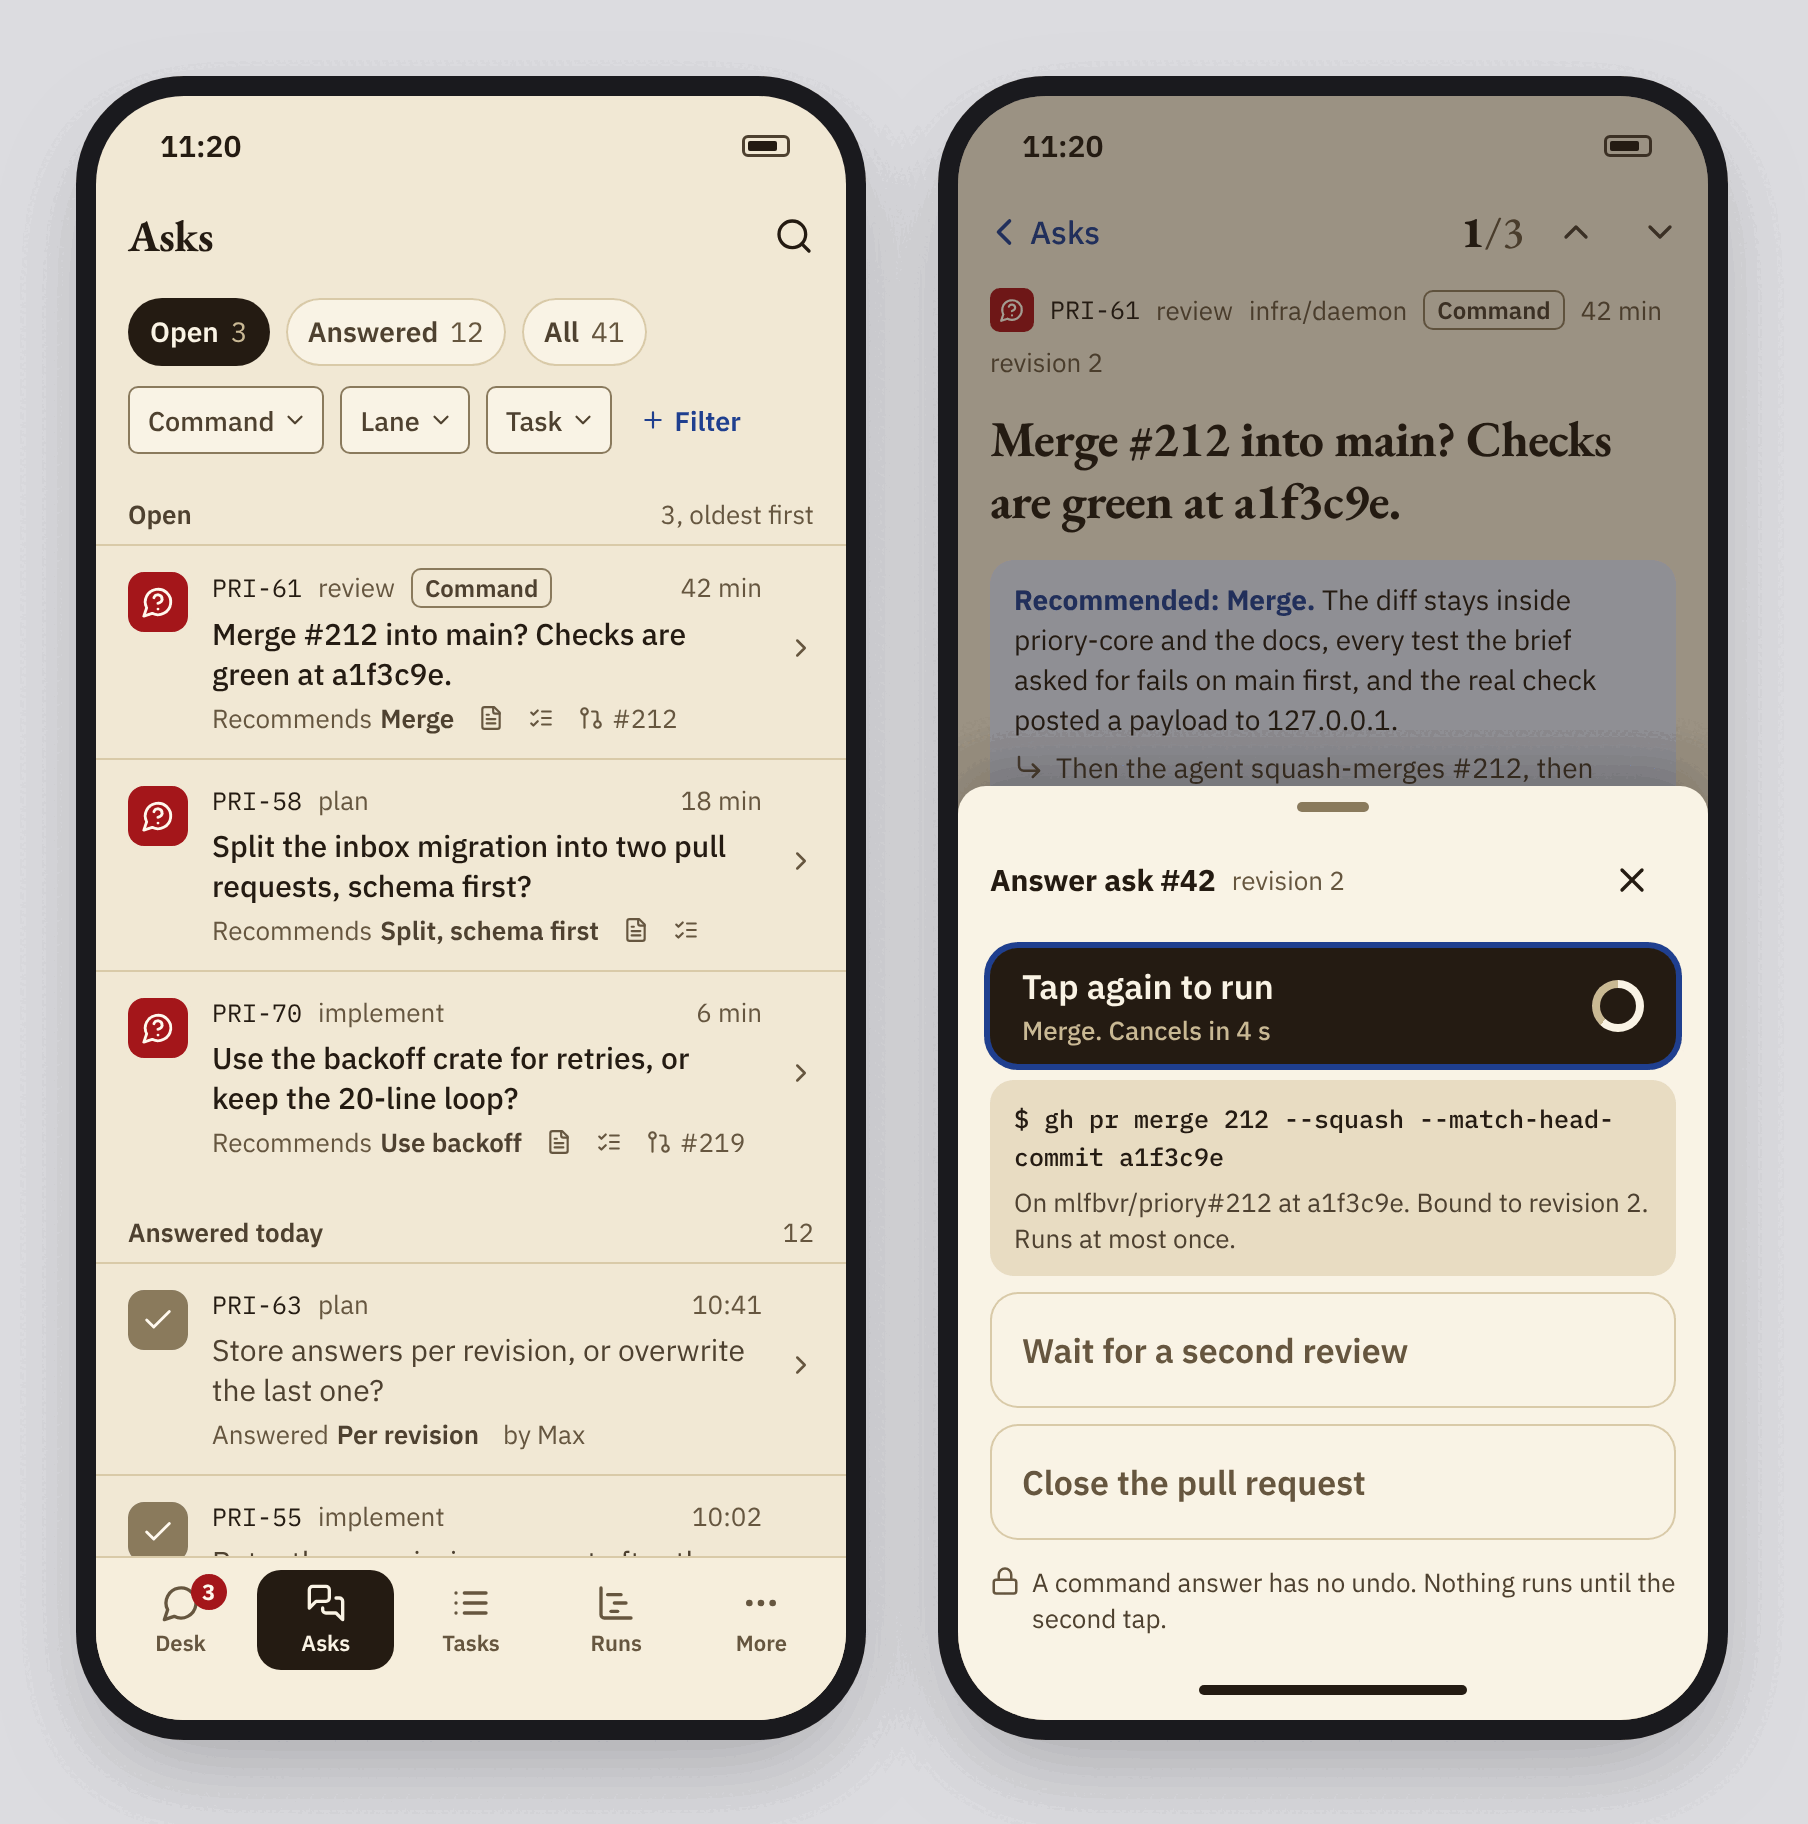 11:20
Asks
Open 3
Answered 12
All 41
Command
Lane
Task
+ Filter
Open
3, oldest first
PRI-61 review Command 42 min
Merge #212 into main? Checks are
green at a1f3c9e.
Recommends Merge #212
PRI-58 plan 18 min
Split the inbox migration into two pull
requests, schema first?
Recommends Split, schema first
PRI-70 implement 6 min
Use the backoff crate for retries, or
keep the 20-line loop?
Recommends Use backoff #219
Answered today
12
PRI-63 plan 10:41
Store answers per revision, or overwrite
the last one?
Answered Per revision by Max
PRI-55 implement 10:02
3
Desk
Asks
Tasks
Runs
More
11:20
Asks
1/3
PRI-61 review infra/daemon Command 42 min
revision 2
Merge #212 into main? Checks
are green at a1f3c9e.
Recommended: Merge. The diff stays inside
priory-core and the docs, every test the brief
asked for fails on main first, and the real check
posted a payload to 127.0.0.1.
Then the agent squash-merges #212, then
Answer ask #42 revision 2
Tap again to run
Merge. Cancels in 4 s
$ gh pr merge 212 --squash --match-head-
commit a1f3c9e
On mlfbvr/priory#212 at a1f3c9e. Bound to revision 2.
Runs at most once.
Wait for a second review
Close the pull request
A command answer has no undo. Nothing runs until the
second tap.